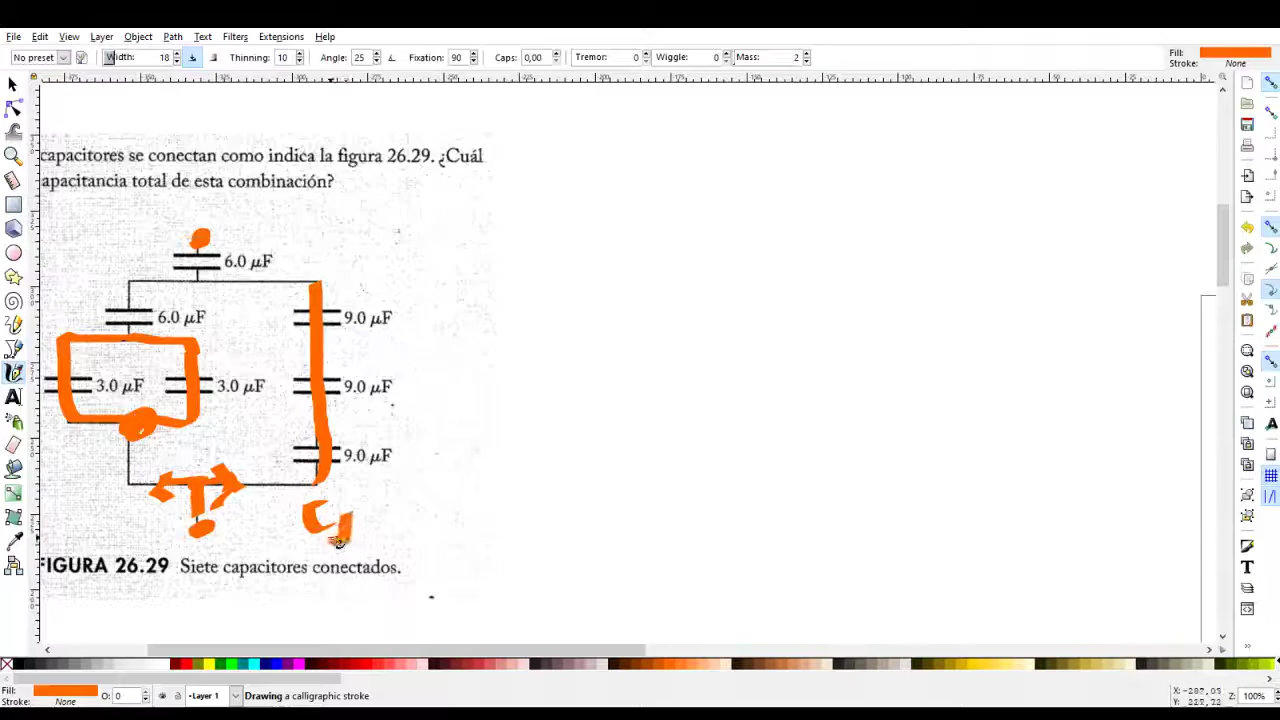 File Edit View Layer Object Path Text Filters Extensions Help
No preset Width: 18 Thinning: 10 Angle: 25 Fixation: 90 Caps: 0,00 Tremor: 0 Wiggle: 0 Mass: 2 Fill:
Stroke: None
capacitores se conectan como indica la figura 26.29. ¿Cuál
apacitancia total de esta combinación?
6.0 μF
6.0 μF 9.0 μF
3.0 μF 3.0 μF 9.0 μF
9.0 μF
FIGURA 26.29 Siete capacitores conectados.
Fill: O: 0 Layer 1 Drawing a calligraphic stroke Z: 100%
Stroke: None